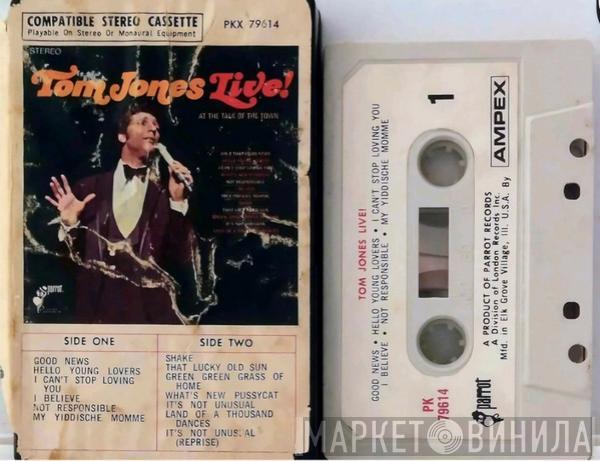 COMPATIBLE STEREO CASSETTE
Playable On Stereo Or Monaural Equipment
PKX 79614
STEREO
Tom Jones Live!
AT THE TALK OF THE TOWN
parrot
SIDE ONE
GOOD NEWS
HELLO YOUNG LOVERS
I CAN'T STOP LOVING
YOU
I BELIEVE
NOT RESPONSIBLE
MY YIDDISCHE MOMME
SIDE TWO
SHAKE
THAT LUCKY OLD SUN
GREEN GREEN GRASS OF
HOME
WHAT'S NEW PUSSYCAT
IT'S NOT UNUSUAL
LAND OF A THOUSAND
DANCES
IT'S NOT UNUSUAL
(REPRISE)
TOM JONES LIVE!
GOOD NEWS • HELLO YOUNG LOVERS • I CAN'T STOP LOVING YOU
I BELIEVE • NOT RESPONSIBLE • MY YIDDISCHE MOMME
1
AMPEX
A PRODUCT OF PARROT RECORDS
A Division of London Records Inc.
Mfd. in Elk Grove Village, Ill. U.S.A. By
PK
79614
parrot
МАРКЕТ ВИНИЛА